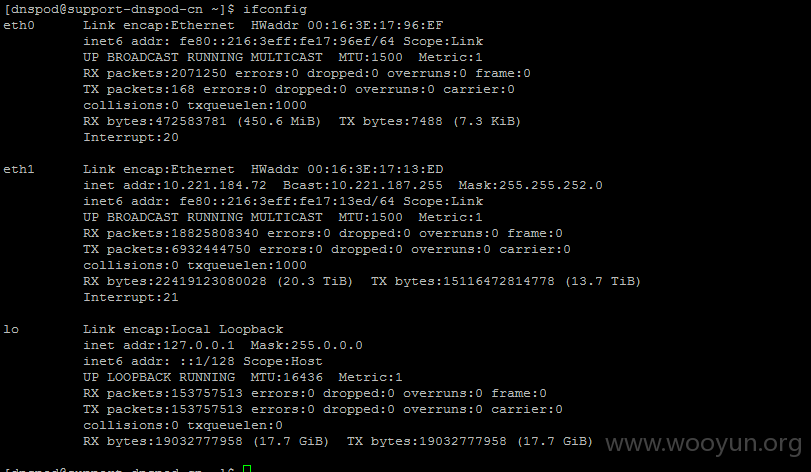 [dnspod@support-dnspod-cn ~]$ ifconfig
eth0      Link encap:Ethernet  HWaddr 00:16:3E:17:96:EF
          inet6 addr: fe80::216:3eff:fe17:96ef/64 Scope:Link
          UP BROADCAST RUNNING MULTICAST  MTU:1500  Metric:1
          RX packets:2071250 errors:0 dropped:0 overruns:0 frame:0
          TX packets:168 errors:0 dropped:0 overruns:0 carrier:0
          collisions:0 txqueuelen:1000
          RX bytes:472583781 (450.6 MiB)  TX bytes:7488 (7.3 KiB)
          Interrupt:20
eth1      Link encap:Ethernet  HWaddr 00:16:3E:17:13:ED
          inet addr:10.221.184.72  Bcast:10.221.187.255  Mask:255.255.252.0
          inet6 addr: fe80::216:3eff:fe17:13ed/64 Scope:Link
          UP BROADCAST RUNNING MULTICAST  MTU:1500  Metric:1
          RX packets:18825808340 errors:0 dropped:0 overruns:0 frame:0
          TX packets:6932444750 errors:0 dropped:0 overruns:0 carrier:0
          collisions:0 txqueuelen:1000
          RX bytes:22419123080028 (20.3 TiB)  TX bytes:15116472814778 (13.7 TiB)
          Interrupt:21
lo        Link encap:Local Loopback
          inet addr:127.0.0.1  Mask:255.0.0.0
          inet6 addr: ::1/128 Scope:Host
          UP LOOPBACK RUNNING  MTU:16436  Metric:1
          RX packets:153757513 errors:0 dropped:0 overruns:0 frame:0
          TX packets:153757513 errors:0 dropped:0 overruns:0 carrier:0
          collisions:0 txqueuelen:0
          RX bytes:19032777958 (17.7 GiB)  TX bytes:19032777958 (17.7 GiB)
www.wooyun.org
[dnspod@support-dnspod-cn ~]$